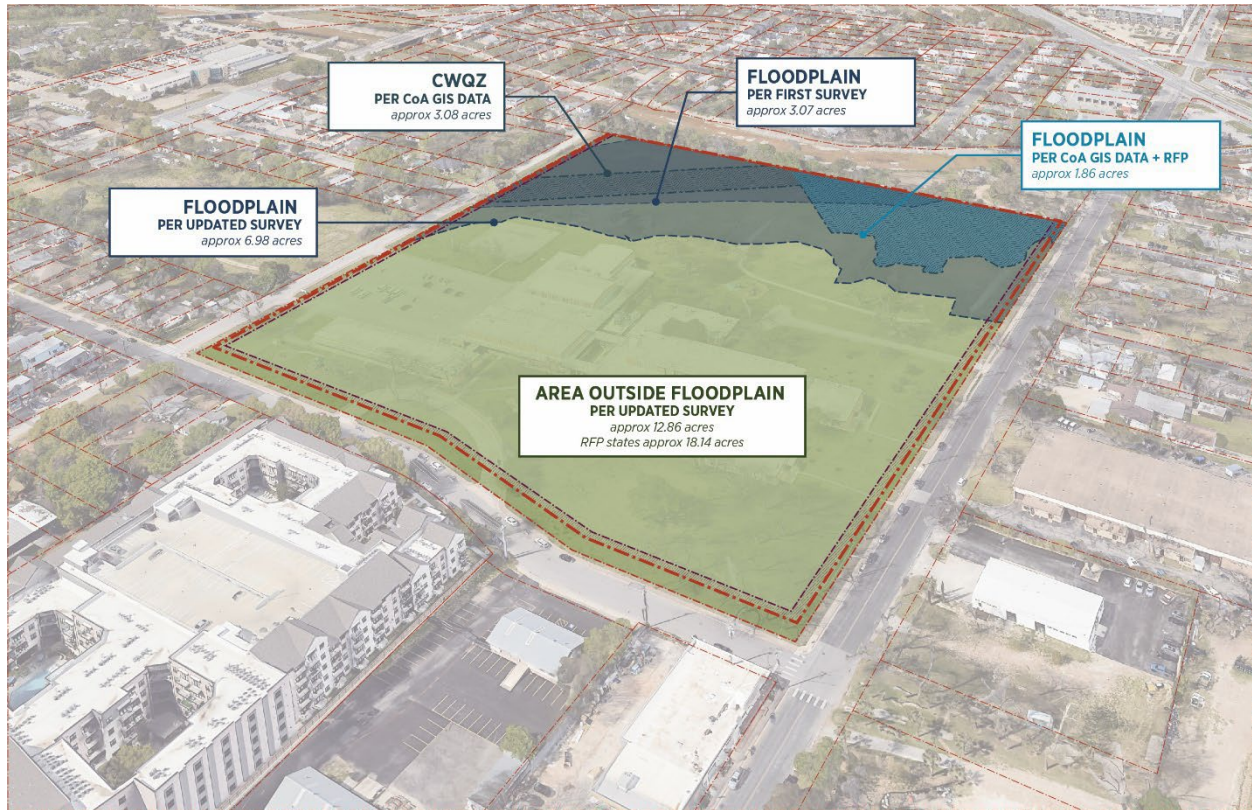 CWQZ
PER CoA GIS DATA
approx 3.08 acres
FLOODPLAIN
PER FIRST SURVEY
approx 3.07 acres
FLOODPLAIN
PER CoA GIS DATA + RFP
approx 1.86 acres
FLOODPLAIN
PER UPDATED SURVEY
approx 6.98 acres
AREA OUTSIDE FLOODPLAIN
PER UPDATED SURVEY
approx 12.86 acres
RFP states approx 18.14 acres